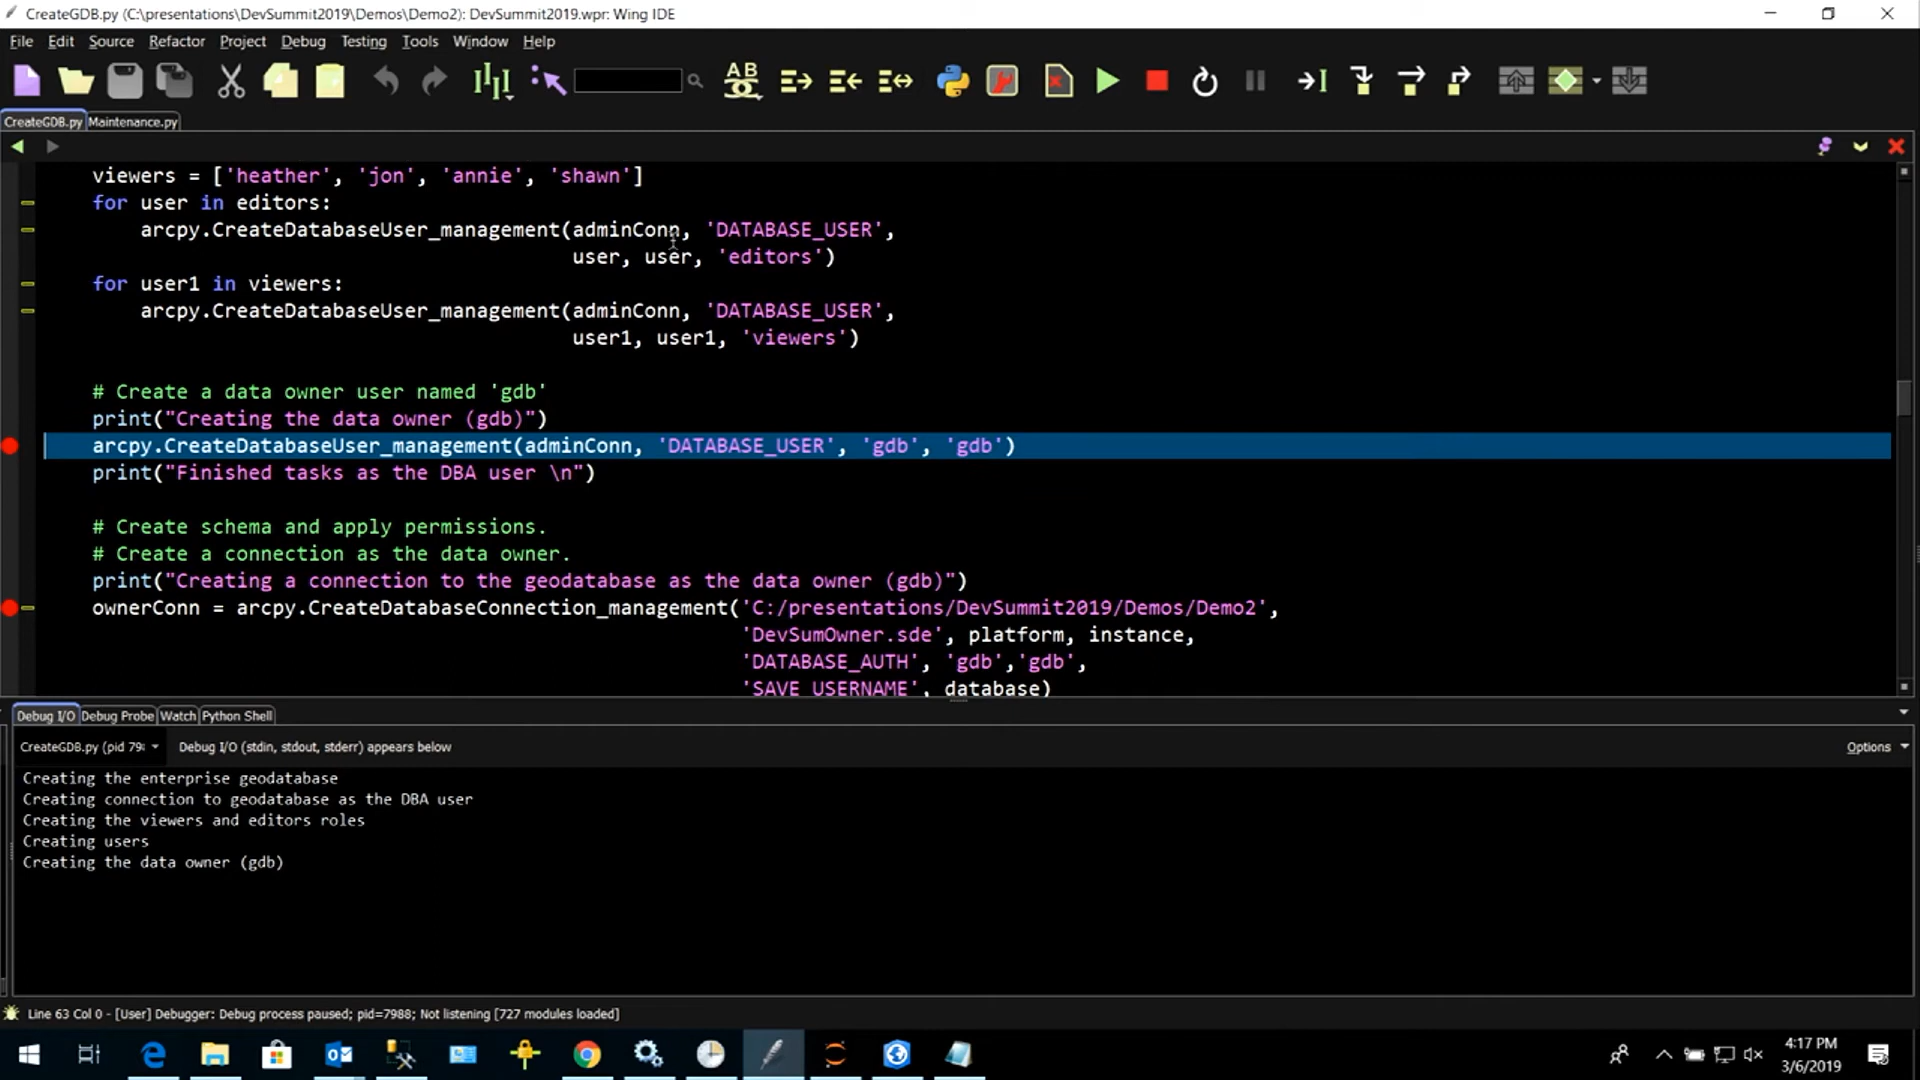 CreateGDB.py (C:\presentations\DevSummit2019\Demos\Demo2): DevSummit2019.wpr: Wing IDE
File Edit Source Refactor Project Debug Testing Tools Window Help
CreateGDB.py Maintenance.py
viewers = ['heather', 'jon', 'annie', 'shawn']
for user in editors:
arcpy.CreateDatabaseUser_management(adminConn, 'DATABASE_USER',
user, user, 'editors')
for user1 in viewers:
arcpy.CreateDatabaseUser_management(adminConn, 'DATABASE_USER',
user1, user1, 'viewers')
# Create a data owner user named 'gdb'
print("Creating the data owner (gdb)")
arcpy.CreateDatabaseUser_management(adminConn, 'DATABASE_USER', 'gdb', 'gdb')
print("Finished tasks as the DBA user \n")
# Create schema and apply permissions.
# Create a connection as the data owner.
print("Creating a connection to the geodatabase as the data owner (gdb)")
ownerConn = arcpy.CreateDatabaseConnection_management('C:/presentations/DevSummit2019/Demos/Demo2',
'DevSumOwner.sde', platform, instance,
'DATABASE_AUTH', 'gdb','gdb',
'SAVE_USERNAME', database)
Debug I/O Debug Probe Watch Python Shell
CreateGDB.py (pid 79 Debug I/O (stdin, stdout, stderr) appears below Options
Creating the enterprise geodatabase
Creating connection to geodatabase as the DBA user
Creating the viewers and editors roles
Creating users
Creating the data owner (gdb)
Line 63 Col 0 - [User] Debugger: Debug process paused; pid=7988; Not listening [727 modules loaded]
4:17 PM
3/6/2019